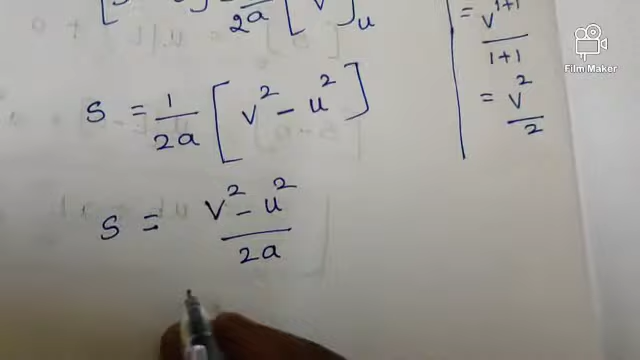 2a [v]u
S = 1/2a [v² - u²]
S = v² - u² / 2a
= v^(1+1) / 1+1
= v² / 2
Film Maker